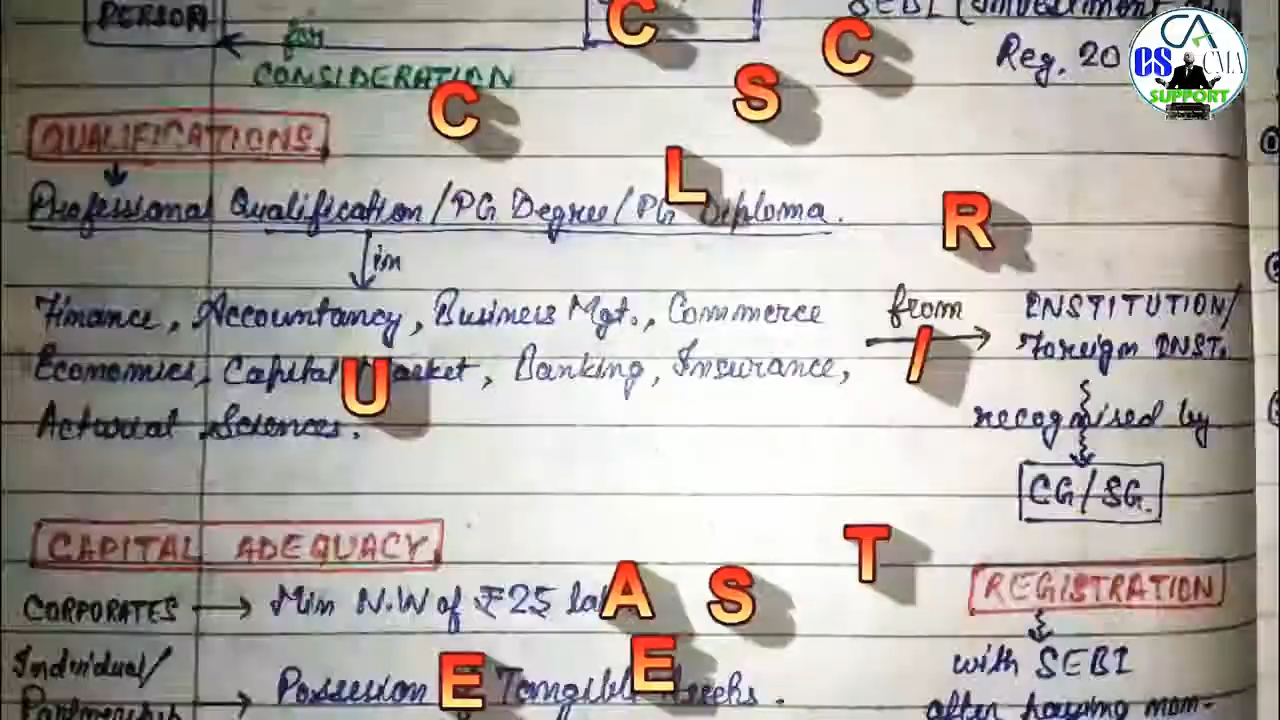 PERSON
for
CONSIDERATION
SEBI (Investment
Reg. 20
CA
CS
CMA
SUPPORT
C
C
C
S
L
R
U
I
T
A
S
E
E
QUALIFICATIONS
Professional Qualification/PG Degree/PG Diploma.
in
Finance, Accountancy, Business Mgt., Commerce
Economics, Capital Market, Banking, Insurance,
Actuarial Sciences.
from
INSTITUTION/
Foreign INST.
recognised by
CG/SG.
CAPITAL ADEQUACY
CORPORATES → Min N.W of ₹25
Individual/
Partnership → Possession Tangible
REGISTRATION
with SEBI
after